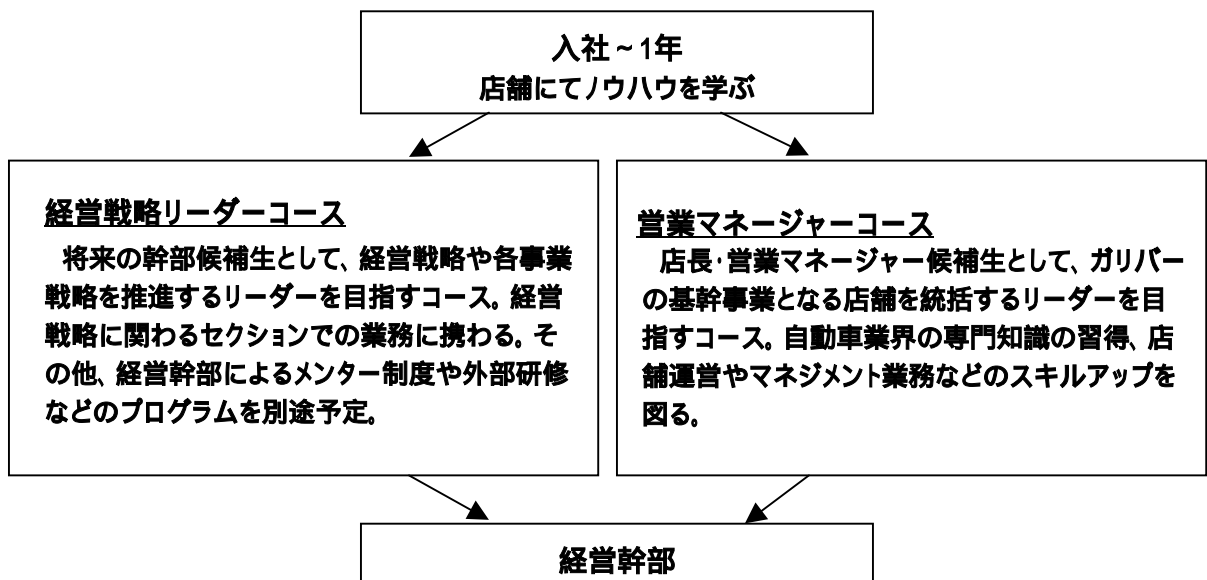 入社~1年
店舗にてノウハウを学ぶ
経営戦略リーダーコース
将来の幹部候補生として、経営戦略や各事業
戦略を推進するリーダーを目指すコース。経営
戦略に関わるセクションでの業務に携わる。そ
の他、経営幹部によるメンター制度や外部研修
などのプログラムを別途予定。
営業マネージャーコース
店長・営業マネージャー候補生として、ガリバー
の基幹事業となる店舗を統括するリーダーを目
指すコース。自動車業界の専門知識の習得、店
舗運営やマネジメント業務などのスキルアップを
図る。
経営幹部